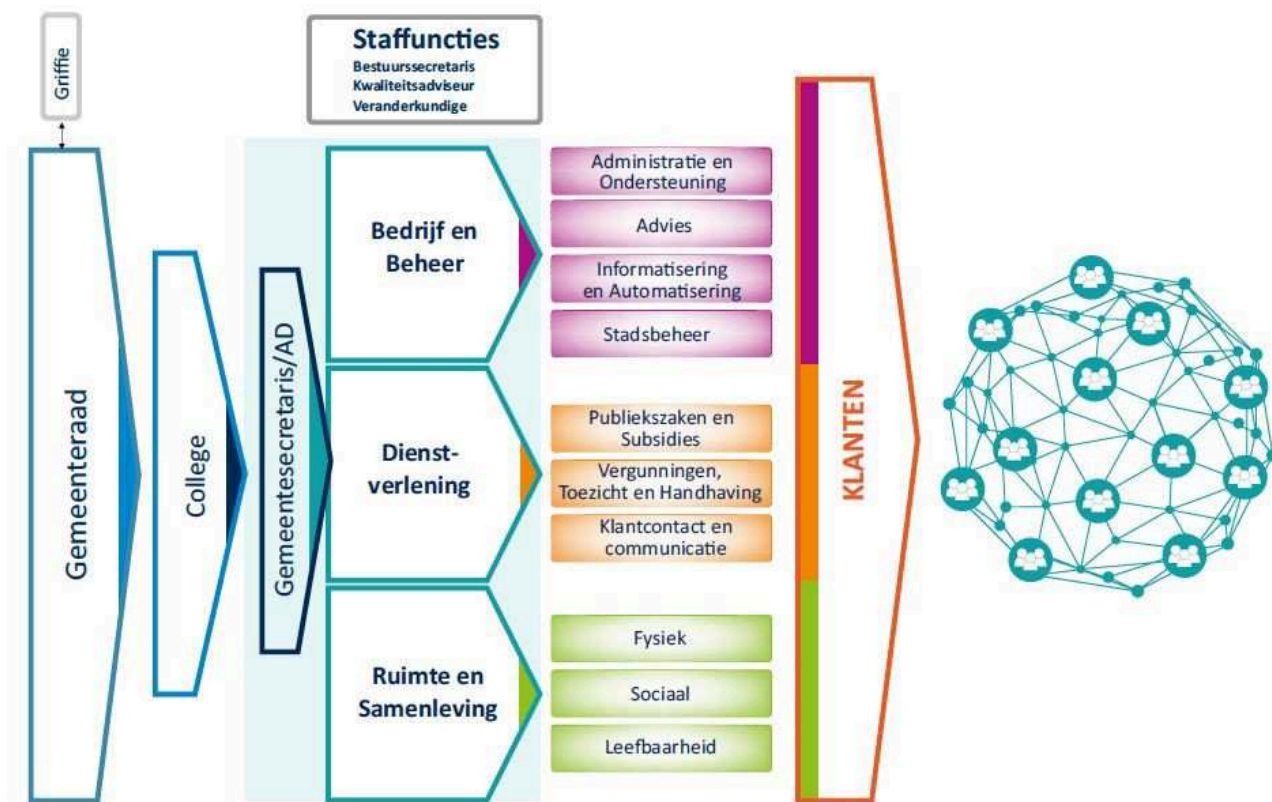 Griffie
Gemeenteraad
College
Gemeentesecretaris/AD
Staffuncties
Bestuurssecretaris
Kwaliteitsadviseur
Veranderkundige
Bedrijf en
Beheer
Administratie en
Ondersteuning
Advies
Informatisering
en Automatisering
Stadsbeheer
Dienst-
verlening
Publiekszaken en
Subsidies
Vergunningen,
Toezicht en Handhaving
Klantcontact en
communicatie
Ruimte en
Samenleving
Fysiek
Sociaal
Leefbaarheid
KLANTEN